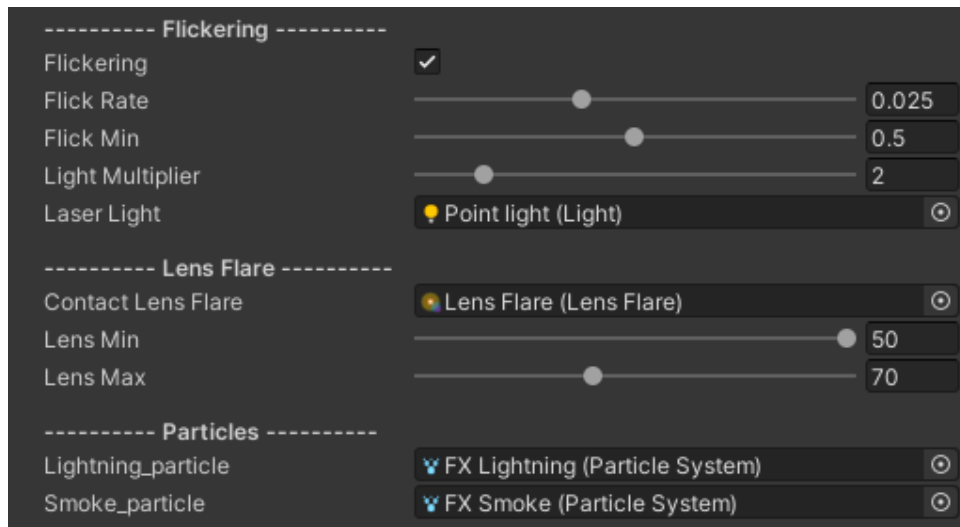 ---------- Flickering ----------
Flickering
Flick Rate 0.025
Flick Min 0.5
Light Multiplier 2
Laser Light Point light (Light)
---------- Lens Flare ----------
Contact Lens Flare Lens Flare (Lens Flare)
Lens Min 50
Lens Max 70
---------- Particles ----------
Lightning_particle FX Lightning (Particle System)
Smoke_particle FX Smoke (Particle System)